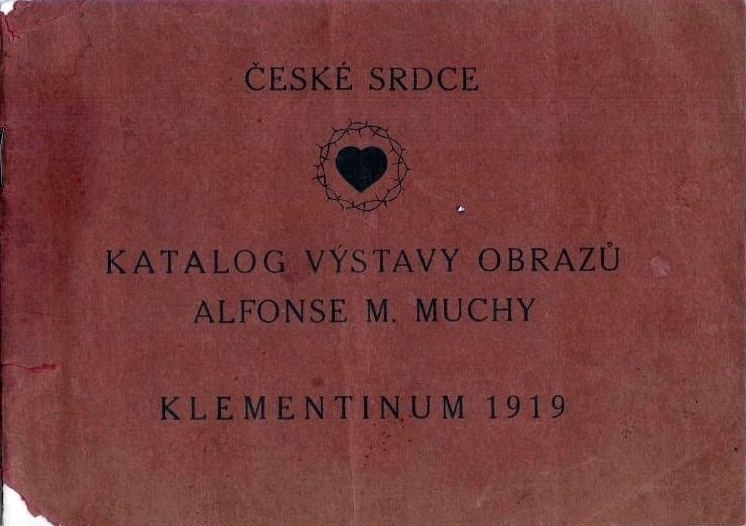 ČESKÉ SRDCE
KATALOG VÝSTAVY OBRAZŮ
ALFONSE M. MUCHY
KLEMENTINUM 1919